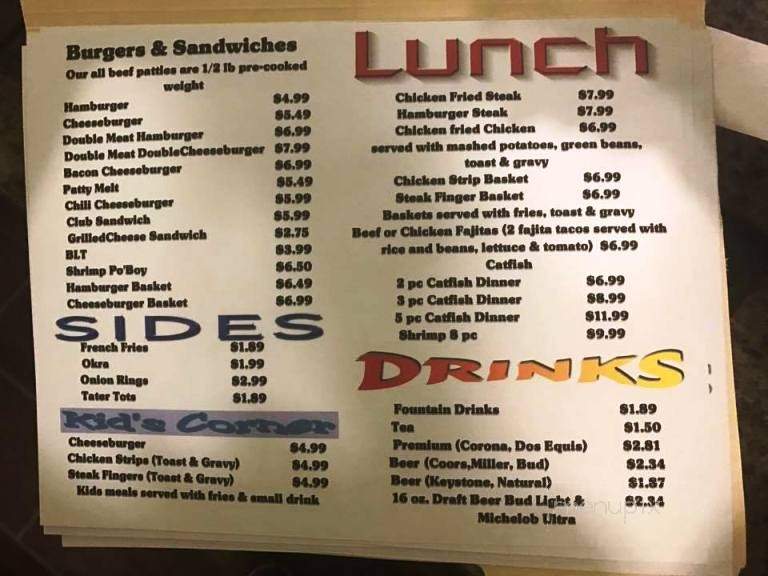 Burgers & Sandwiches
Our all beef patties are 1/2 lb pre-cooked
weight
Hamburger $4.99
Cheeseburger $5.49
Double Meat Hamburger $6.99
Double Meat DoubleCheeseburger $7.99
Bacon Cheeseburger $6.99
Patty Melt $5.49
Chili Cheeseburger $5.99
Club Sandwich $5.99
GrilledCheese Sandwich $2.75
BLT $3.99
Shrimp Po'Boy $6.50
Hamburger Basket $6.49
Cheeseburger Basket $6.99
SIDES
French Fries $1.89
Okra $1.99
Onion Rings $2.99
Tater Tots $1.89
Kid's Corner
Cheeseburger $4.99
Chicken Strips (Toast & Gravy) $4.99
Steak Fingers (Toast & Gravy) $4.99
Kids meals served with fries & small drink
Lunch
Chicken Fried Steak $7.99
Hamburger Steak $7.99
Chicken fried Chicken $6.99
served with mashed potatoes, green beans,
toast & gravy
Chicken Strip Basket $6.99
Steak Finger Basket $6.99
Baskets served with fries, toast & gravy
Beef or Chicken Fajitas (2 fajita tacos served with
rice and beans, lettuce & tomato) $6.99
Catfish
2 pc Catfish Dinner $6.99
3 pc Catfish Dinner $8.99
5 pc Catfish Dinner $11.99
Shrimp 8 pc $9.99
DRINKS
Fountain Drinks $1.89
Tea $1.50
Premium (Corona, Dos Equis) $2.81
Beer (Coors,Miller, Bud) $2.34
Beer (Keystone, Natural) $1.87
16 oz. Draft Beer Bud Light & $2.34
Michelob Ultra
menupix